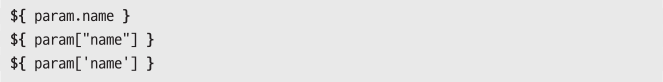 ${ param.name }
${ param["name"] }
${ param['name'] }